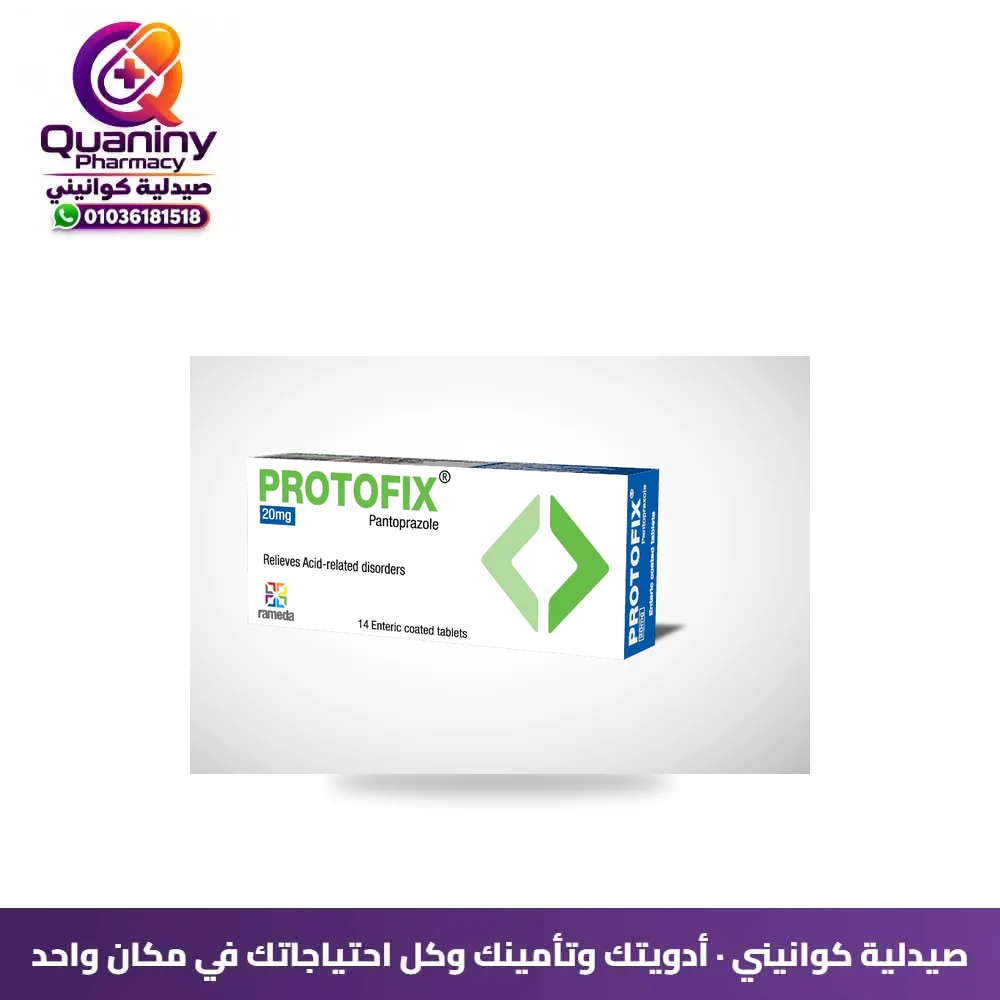 Quaniny
Pharmacy
صيدلية كوانيني
01036181518
PROTOFIX®
20mg
Pantoprazole
Relieves Acid-related disorders
rameda
14 Enteric coated tablets
PROTOFIX®
20mg
Pantoprazole
Enteric coated tablets
صيدلية كوانيني · أدويتك وتأمينك وكل احتياجاتك في مكان واحد